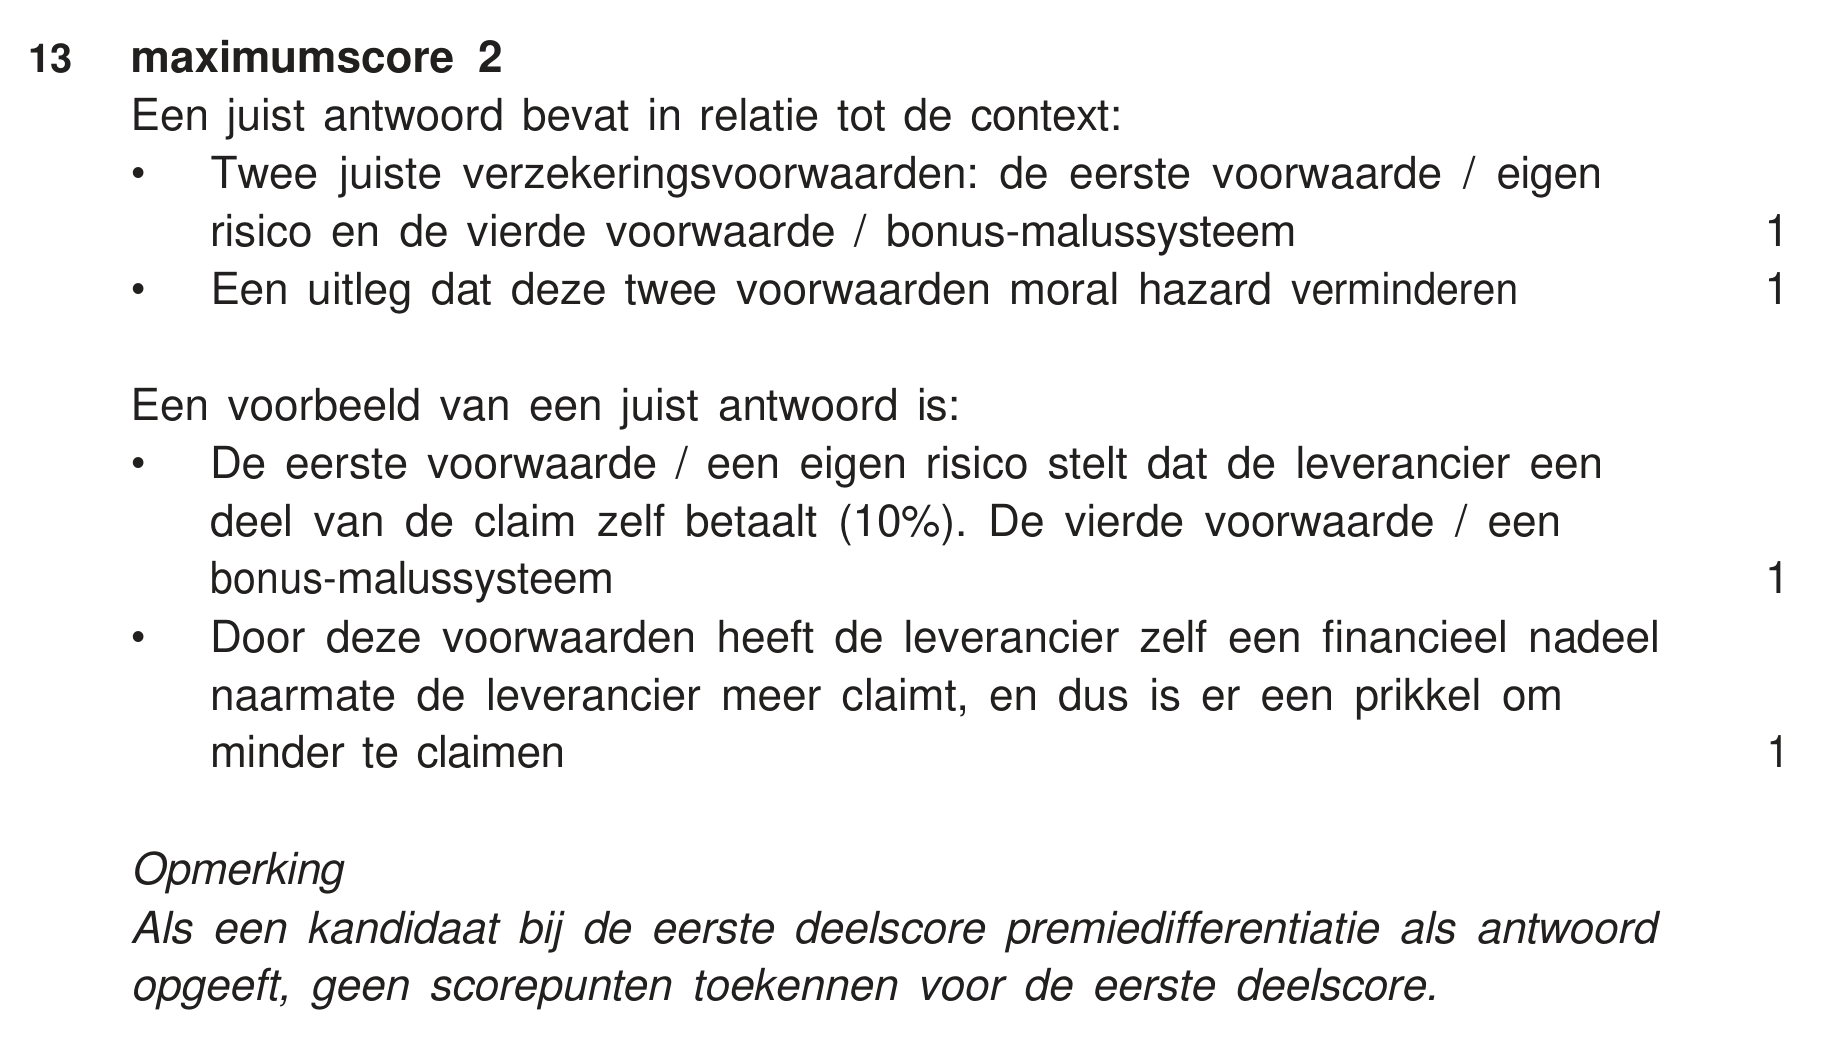 13 maximumscore 2
Een juist antwoord bevat in relatie tot de context:
• Twee juiste verzekeringsvoorwaarden: de eerste voorwaarde / eigen
risico en de vierde voorwaarde / bonus-malussysteem 1
• Een uitleg dat deze twee voorwaarden moral hazard verminderen 1
Een voorbeeld van een juist antwoord is:
• De eerste voorwaarde / een eigen risico stelt dat de leverancier een
deel van de claim zelf betaalt (10%). De vierde voorwaarde / een
bonus-malussysteem 1
• Door deze voorwaarden heeft de leverancier zelf een financieel nadeel
naarmate de leverancier meer claimt, en dus is er een prikkel om
minder te claimen 1
Opmerking
Als een kandidaat bij de eerste deelscore premiedifferentiatie als antwoord
opgeeft, geen scorepunten toekennen voor de eerste deelscore.